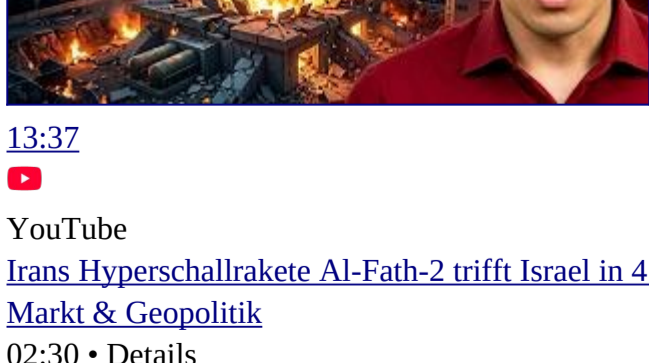 13:37
YouTube
Irans Hyperschallrakete Al-Fath-2 trifft Israel in 4
Markt & Geopolitik
02:30 • Details